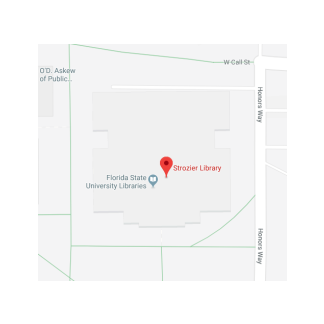 W Call St
O'D. Askew
of Public...
Honors Way
Strozier Library
Florida State
University Libraries
Honors Way